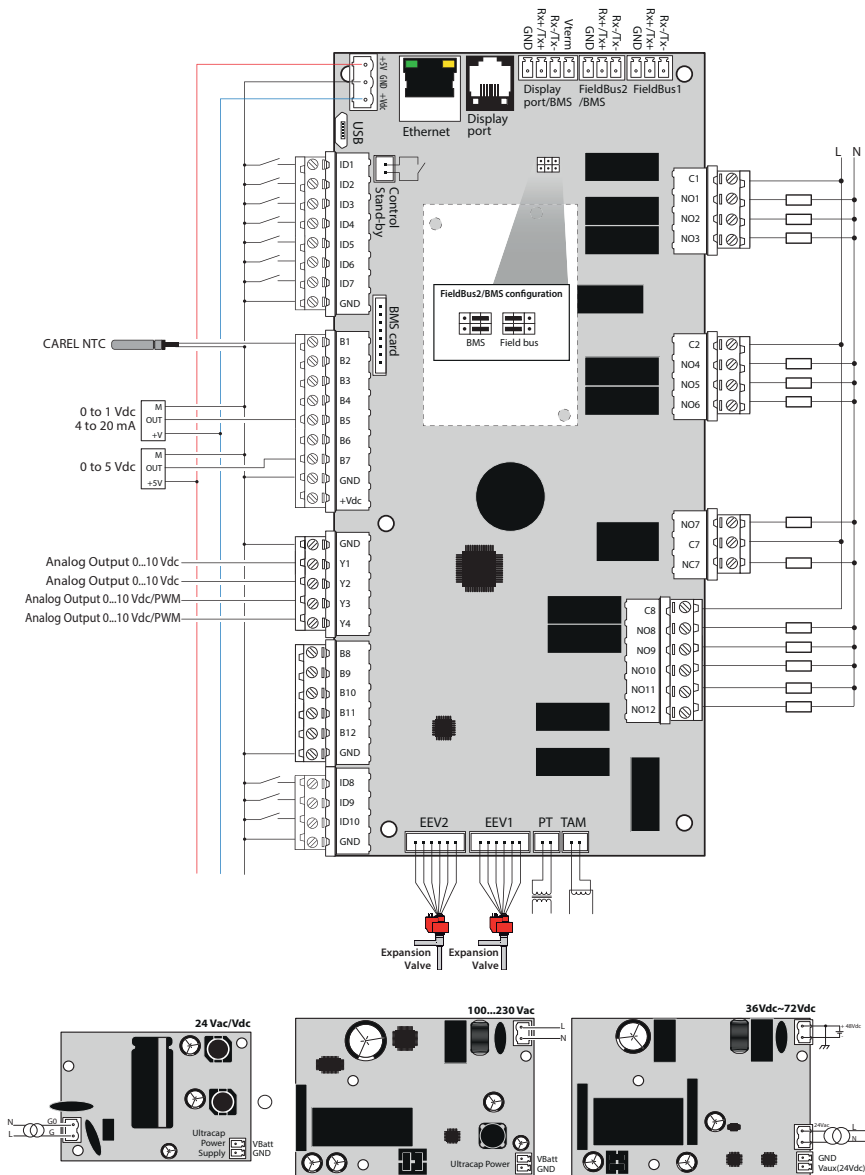 GND
Rx+/Tx+
Rx-/Tx-
Vterm
GND
Rx+/Tx+
Rx-/Tx-
GND
Rx+/Tx+
Rx-/Tx-
+5V
GND
+Vdc
USB
Ethernet
Display
port
Display
port/BMS
FieldBus2
/BMS
FieldBus1
L
N
ID1
ID2
ID3
ID4
ID5
ID6
ID7
GND
Control
Stand-by
BMS card
C1
NO1
NO2
NO3
FieldBus2/BMS configuration
BMS
Field bus
CAREL NTC
B1
B2
B3
B4
B5
B6
B7
GND
+Vdc
0 to 1 Vdc
4 to 20 mA
M
OUT
+V
0 to 5 Vdc
M
OUT
+5V
C2
NO4
NO5
NO6
NO7
C7
NC7
Analog Output 0...10 Vdc
Analog Output 0...10 Vdc
Analog Output 0...10 Vdc/PWM
Analog Output 0...10 Vdc/PWM
GND
Y1
Y2
Y3
Y4
C8
NO8
NO9
NO10
NO11
NO12
B8
B9
B10
B11
B12
GND
ID8
ID9
ID10
GND
EEV2
EEV1
PT
TAM
Expansion
Valve
Expansion
Valve
24 Vac/Vdc
N
L
G0
G
Ultracap
Power
Supply
VBatt
GND
100...230 Vac
L
N
Ultracap Power
VBatt
GND
36Vdc~72Vdc
+
48Vdc
-
24Vac
L
N
GND
Vaux(24Vdc)